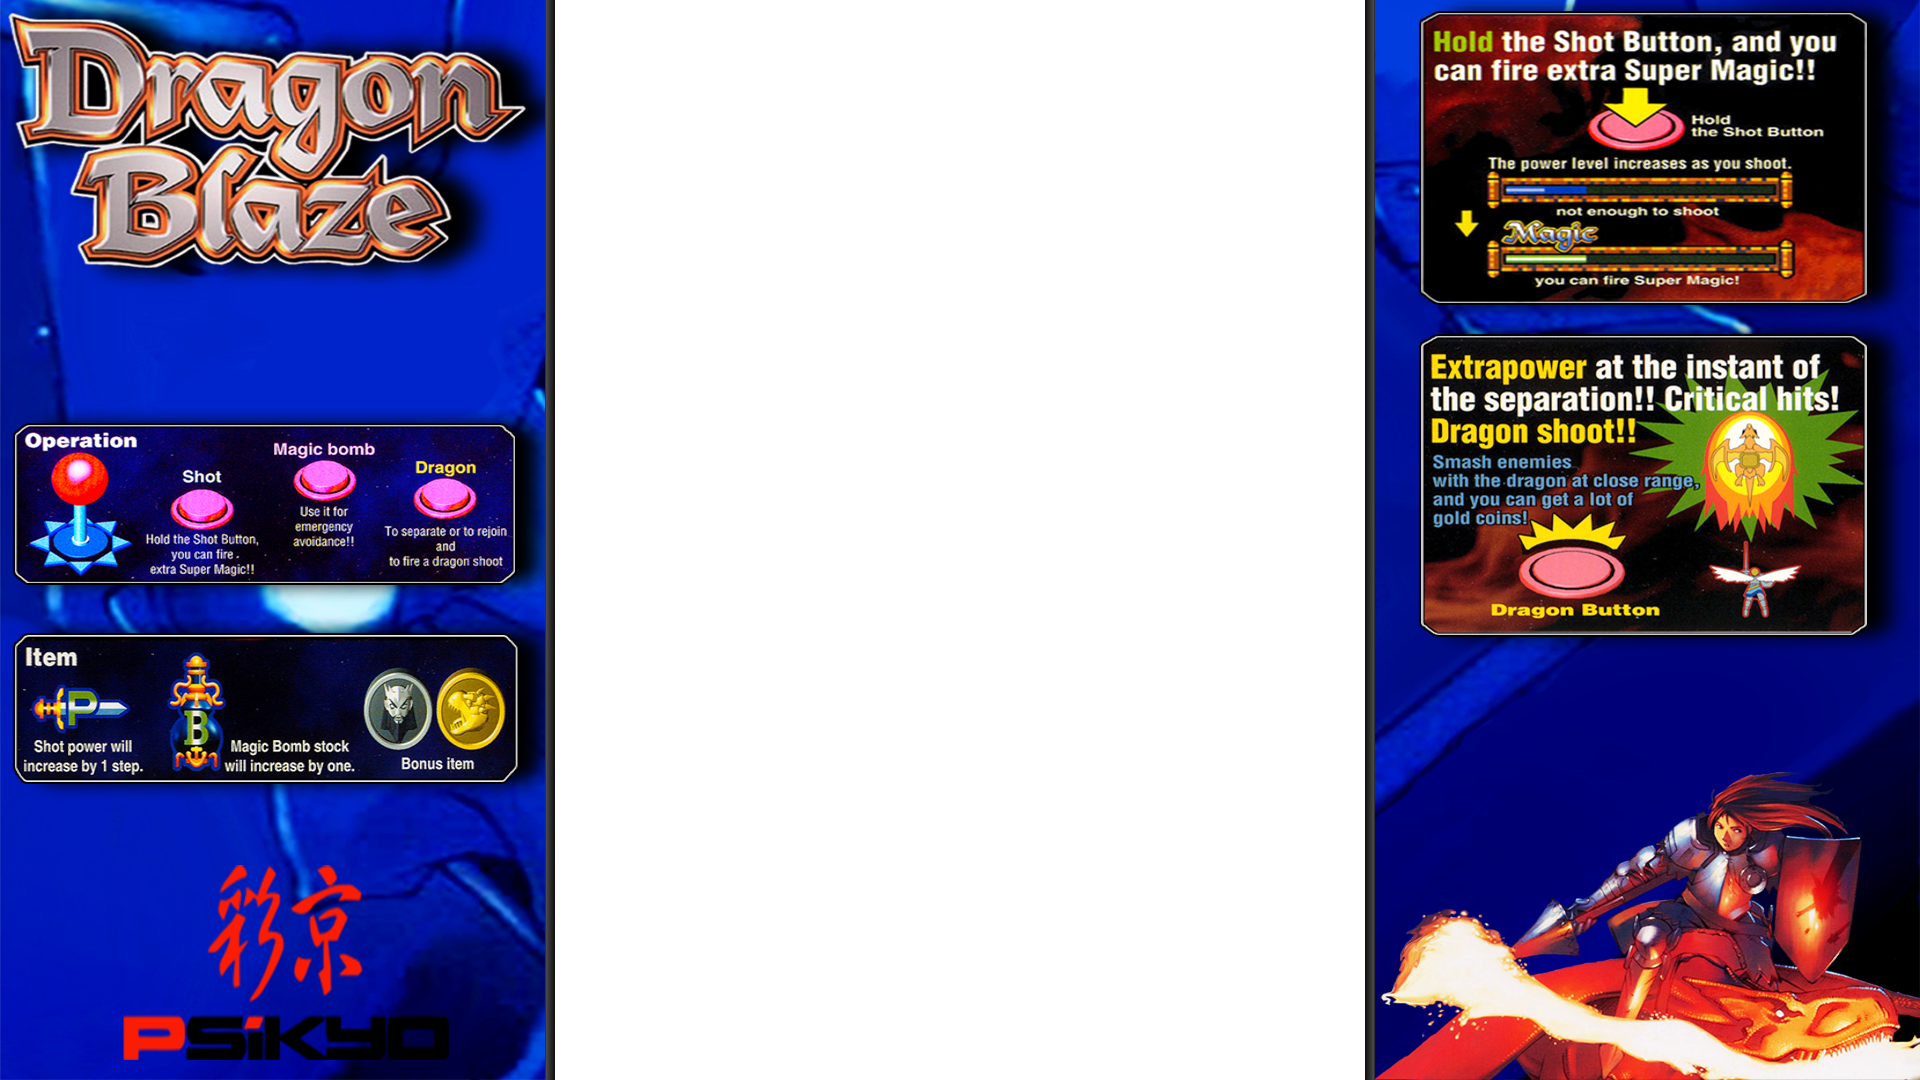 Dragon
Blaze
Operation
Shot
Hold the Shot Button,
you can fire
extra Super Magic!!
Magic bomb
Use it for
emergency
avoidance!!
Dragon
To separate or to rejoin
and
to fire a dragon shoot
Item
P
Shot power will
increase by 1 step.
B
Magic Bomb stock
will increase by one.
Bonus item
彩京
PSiKYO
Hold the Shot Button, and you
can fire extra Super Magic!!
Hold
the Shot Button
The power level increases as you shoot.
not enough to shoot
Magic
you can fire Super Magic!
Extrapower at the instant of
the separation!! Critical hits!
Dragon shoot!!
Smash enemies
with the dragon at close range,
and you can get a lot of
gold coins!
Dragon Button